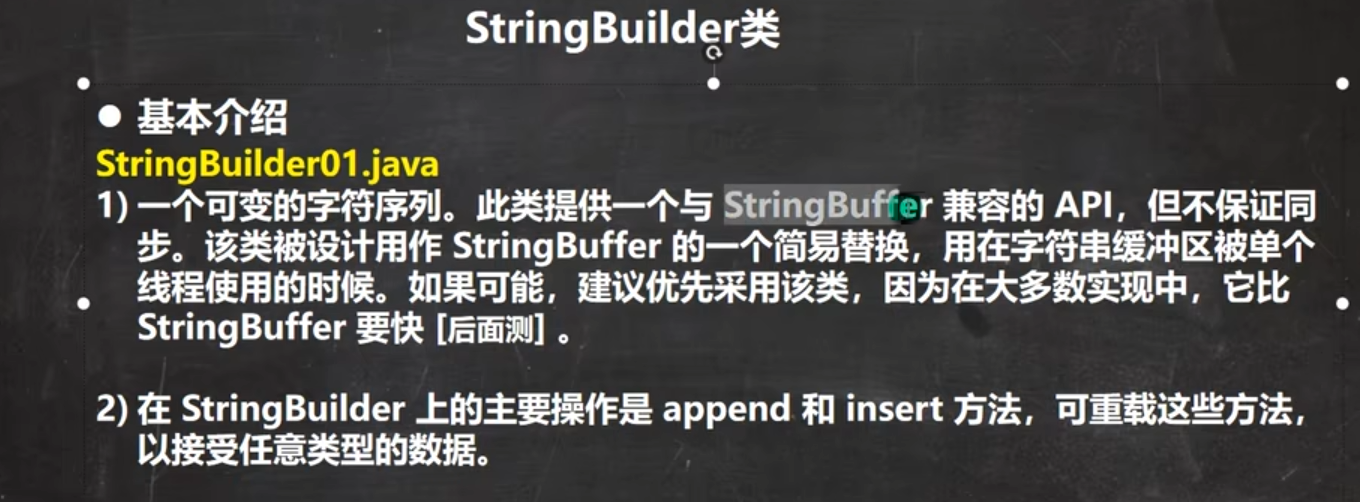 StringBuilder类
● 基本介绍
StringBuilder01.java
1) 一个可变的字符序列。此类提供一个与 StringBuffer 兼容的 API，但不保证同
步。该类被设计用作 StringBuffer 的一个简易替换，用在字符串缓冲区被单个
线程使用的时候。如果可能，建议优先采用该类，因为在大多数实现中，它比
StringBuffer 要快 [后面测] 。
2) 在 StringBuilder 上的主要操作是 append 和 insert 方法，可重载这些方法，
以接受任意类型的数据。